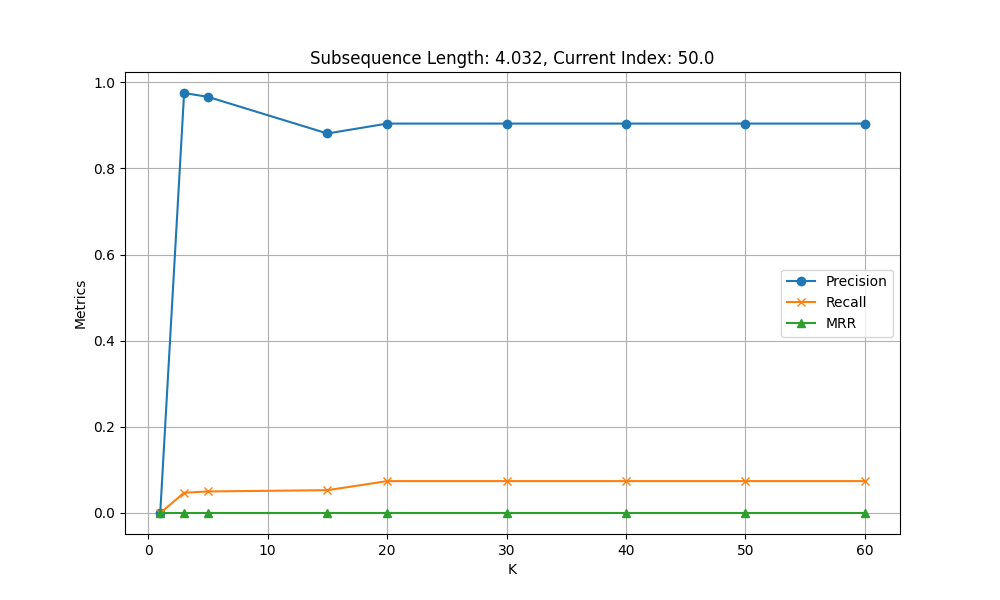 Subsequence Length: 4.032, Current Index: 50.0
1.0
0.8
0.6
0.4
0.2
0.0
Metrics
Precision
Recall
MRR
0 10 20 30 40 50 60
K